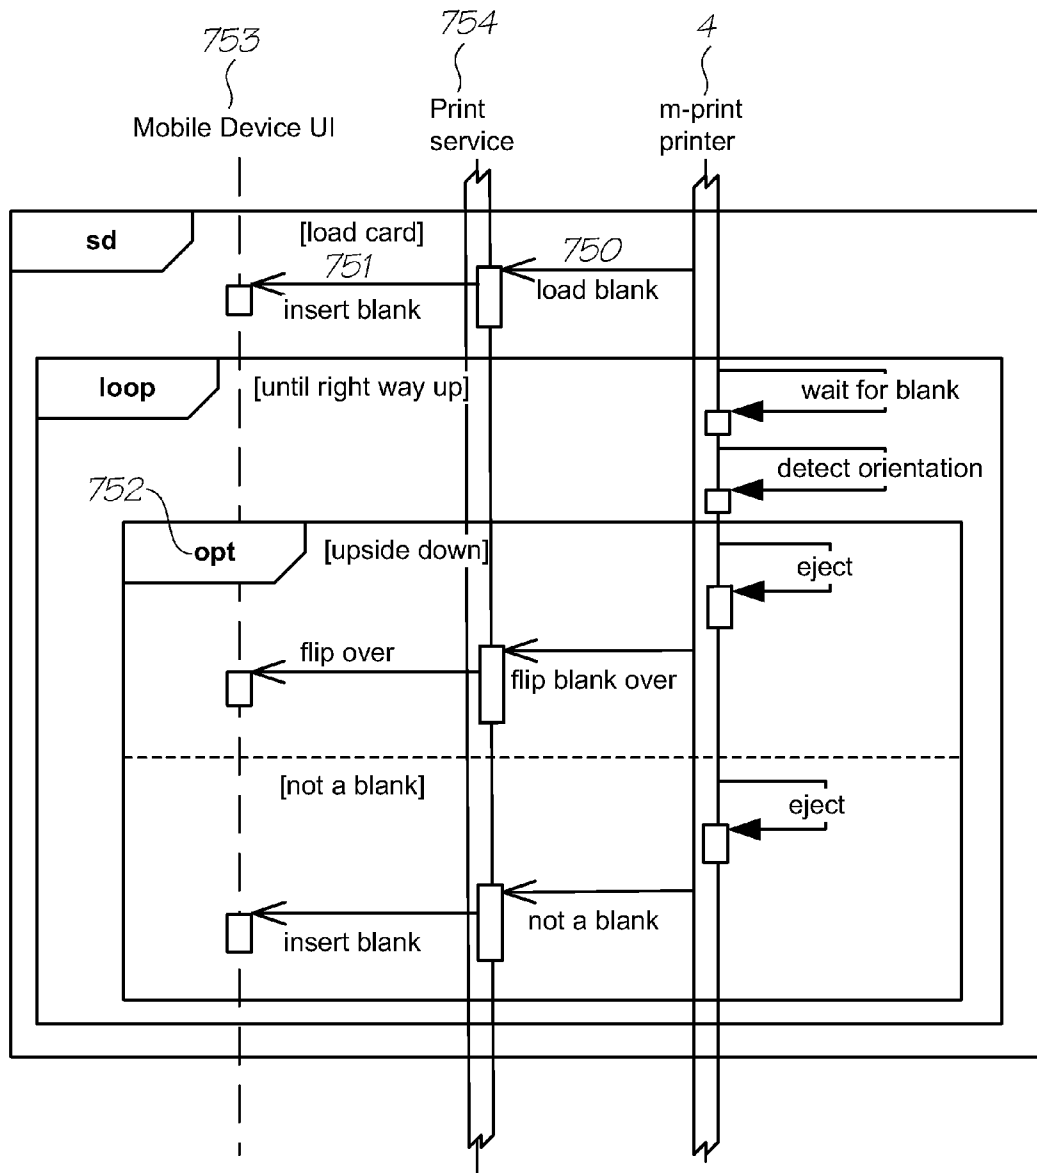 753
754
4
Mobile Device UI
Print
service
m-print
printer
sd
[load card]
751
750
insert blank
load blank
loop
[until right way up]
wait for blank
detect orientation
752
opt
[upside down]
eject
flip over
flip blank over
[not a blank]
eject
not a blank
insert blank